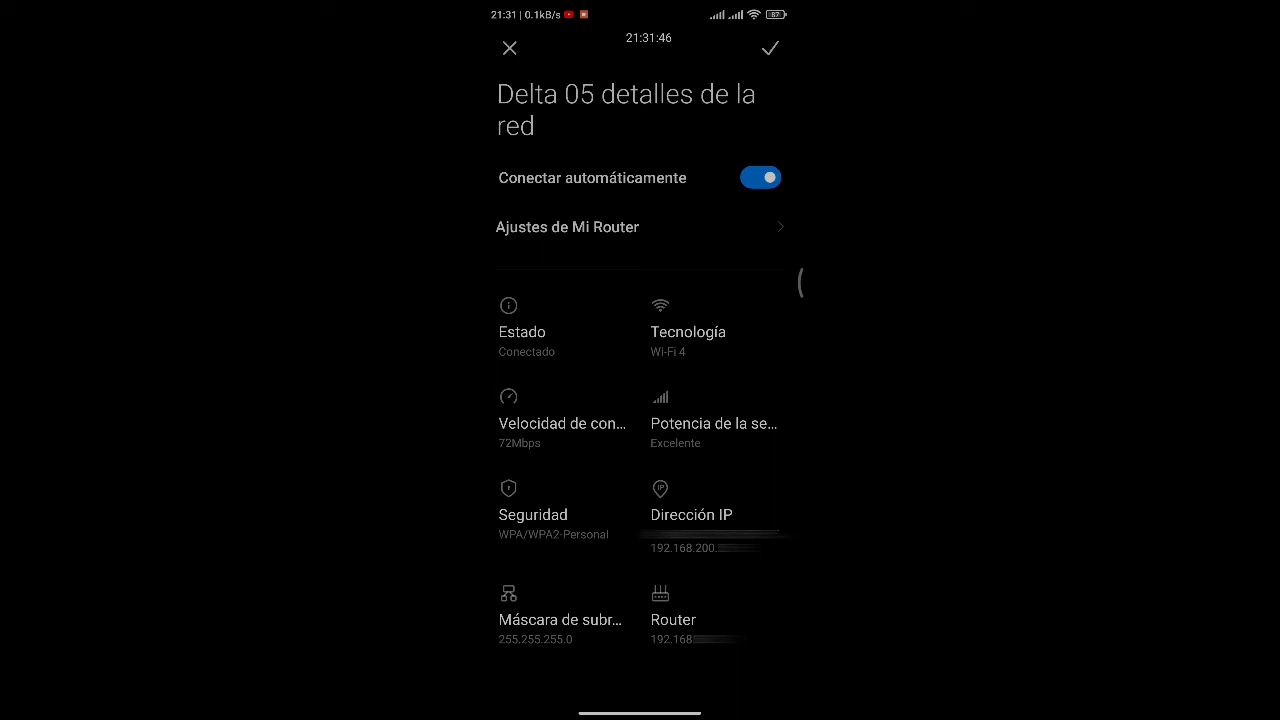 21:31 | 0.1kB/s 87
21:31:46
Delta 05 detalles de la
red
Conectar automáticamente
Ajustes de Mi Router
Estado
Conectado
Tecnología
Wi-Fi 4
Velocidad de con...
72Mbps
Potencia de la se...
Excelente
Seguridad
WPA/WPA2-Personal
IP
Dirección IP
192.168.200.
Máscara de subr...
255.255.255.0
Router
192.168